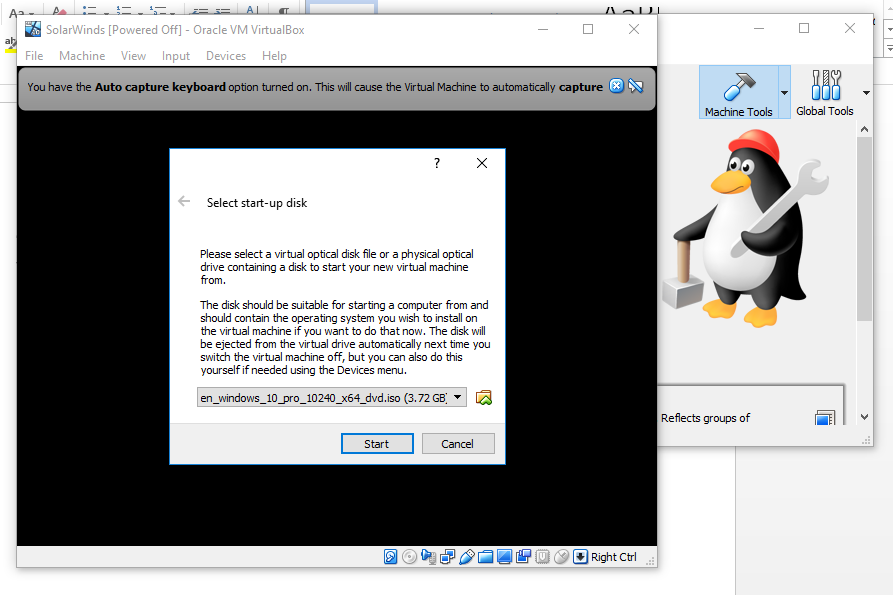 SolarWinds [Powered Off] - Oracle VM VirtualBox
File Machine View Input Devices Help
You have the Auto capture keyboard option turned on. This will cause the Virtual Machine to automatically capture
Machine Tools
Global Tools
?
Select start-up disk
Please select a virtual optical disk file or a physical optical
drive containing a disk to start your new virtual machine
from.
The disk should be suitable for starting a computer from and
should contain the operating system you wish to install on
the virtual machine if you want to do that now. The disk will
be ejected from the virtual drive automatically next time you
switch the virtual machine off, but you can also do this
yourself if needed using the Devices menu.
en_windows_10_pro_10240_x64_dvd.iso (3.72 GB)
Start Cancel
Reflects groups of
Right Ctrl